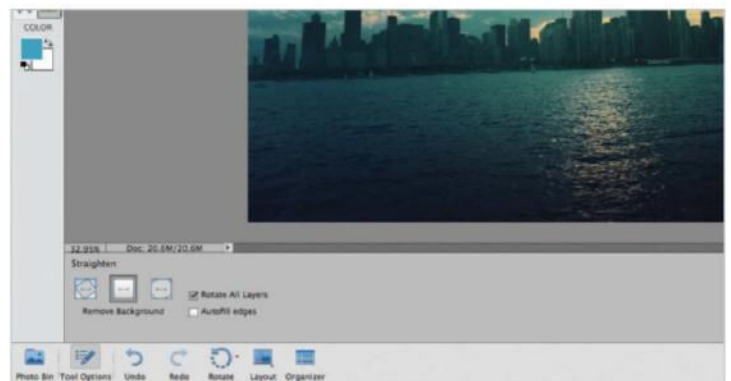 COLOR
32.95% Doc: 20.6M/20.6M
Straighten
Rotate All Layers
Remove Background Autofill edges
Photo Bin Tool Options Undo Redo Rotate Layout Organizer